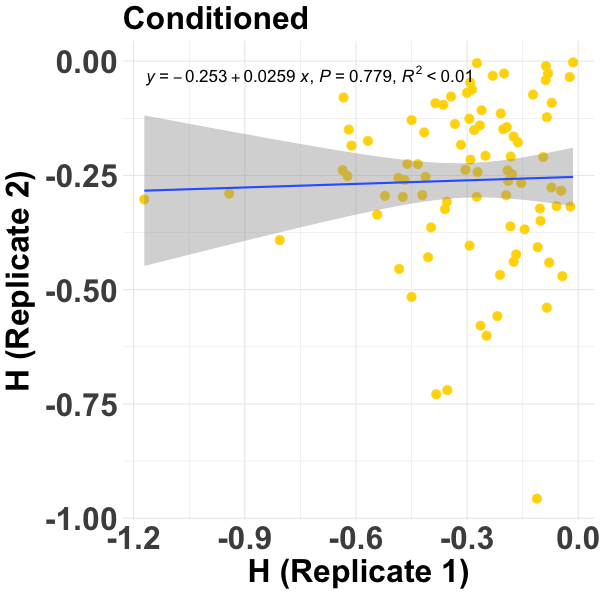 Conditioned
y = − 0.253 + 0.0259 x, P = 0.779, R² < 0.01
0.00
-0.25
-0.50
-0.75
-1.00
H (Replicate 2)
-1.2 -0.9 -0.6 -0.3 0.0
H (Replicate 1)